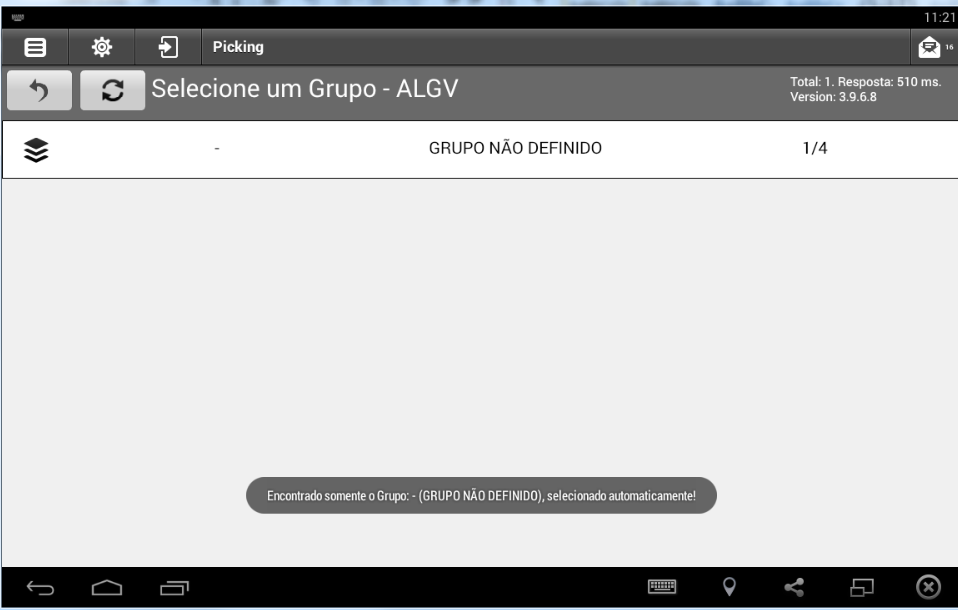 11:21
Picking
16
Selecione um Grupo - ALGV
Total: 1. Resposta: 510 ms.
Version: 3.9.6.8
- GRUPO NÃO DEFINIDO 1/4
Encontrado somente o Grupo: - (GRUPO NÃO DEFINIDO), selecionado automaticamente!